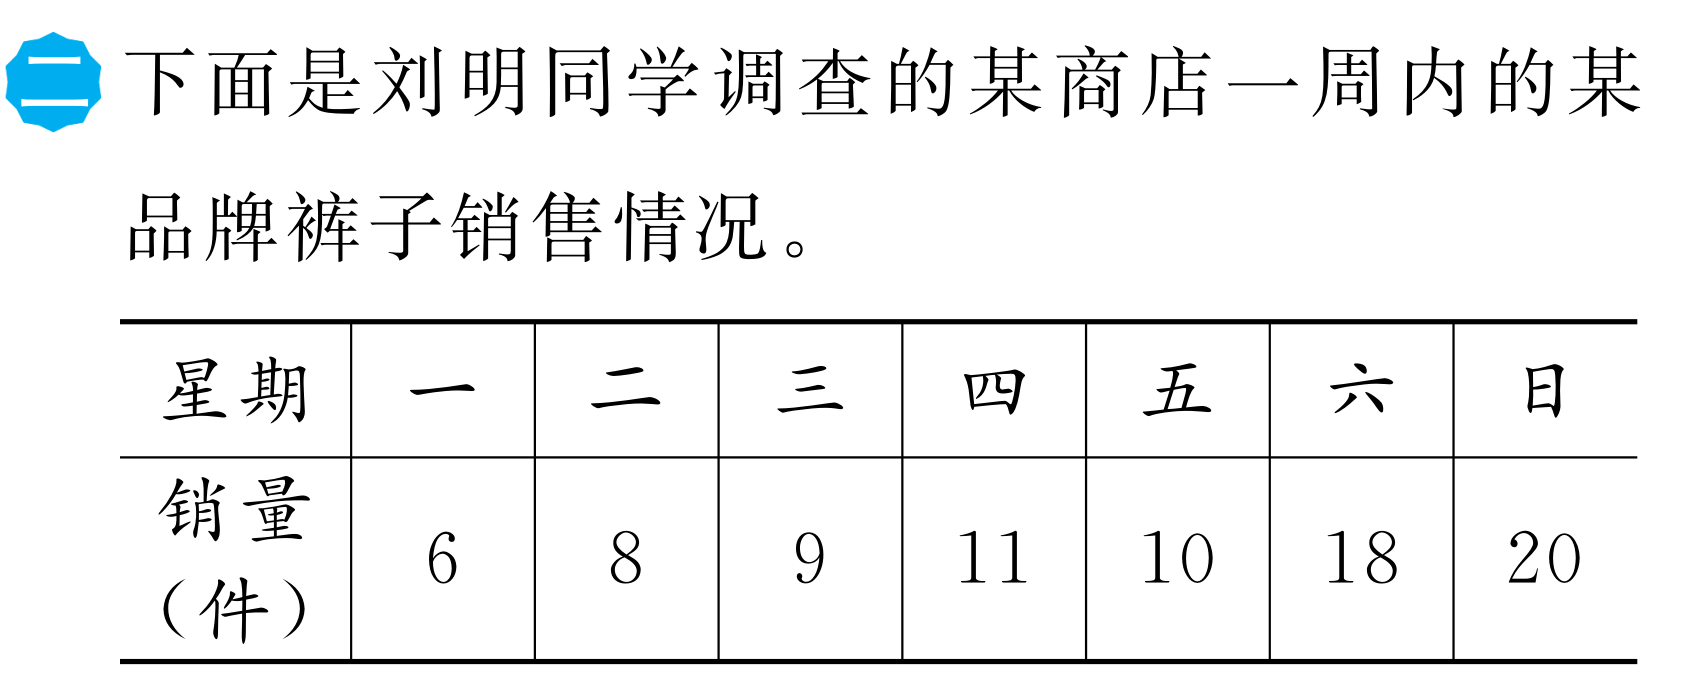 二 下面是刘明同学调查的某商店一周内的某
品牌裤子销售情况。
星期 一 二 三 四 五 六 日
销量
（件） 6 8 9 11 10 18 20